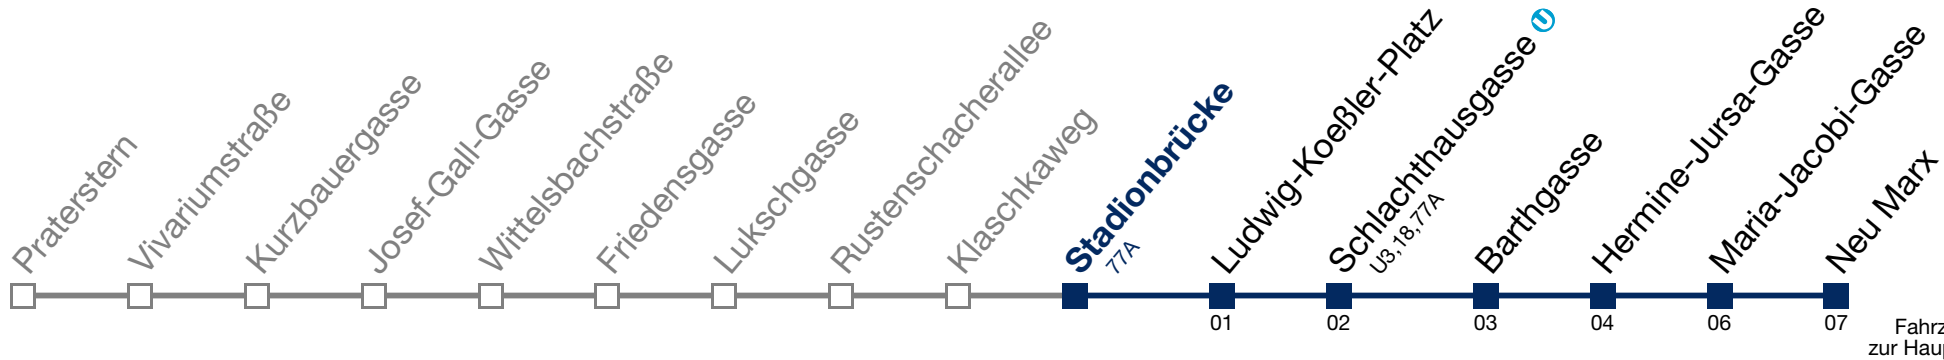 Praterstern
Vivariumstraße
Kurzbauergasse
Josef-Gall-Gasse
Wittelsbachstraße
Friedensgasse
Lukschgasse
Rustenschacherallee
Klaschkaweg
Stadionbrücke
77A
Ludwig-Koeßler-Platz
Schlachthausgasse
U3, 18, 77A
Barthgasse
Hermine-Jursa-Gasse
Maria-Jacobi-Gasse
Neu Marx
01
02
03
04
06
07
zur